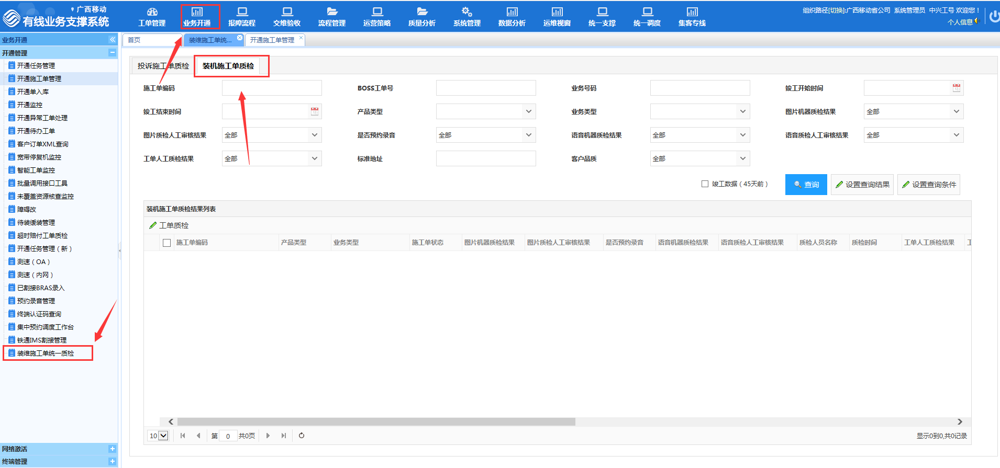 广西移动
有线业务支撑系统
工单管理
业务开通
报障流程
交维验收
流程管理
运营策略
质量分析
系统管理
数据分析
运维视窗
统一支撑
统一调度
集客专线
组织路径[切换]:广西移动省公司 系统管理员 中兴工号 欢迎您！
个人信息
业务开通
开通管理
开通任务管理
开通施工单管理
开通单入库
开通监控
开通异常工单处理
开通待办工单
客户订单XML查询
宽带停复机监控
智能工单监控
批量调用接口工具
未覆盖资源核查监控
障碍改
待装缓装管理
超时赔付工单质检
开通任务管理（新）
测速（OA）
测速（内网）
已割接BRAS录入
预约录音管理
终端认证码查询
集中预约调度工作台
铁通IMS割接管理
装维施工单统一质检
网络激活
终端管理
首页
装维施工单统...
开通施工单管理
投诉施工单质检
装机施工单质检
施工单编码
BOSS工单号
业务号码
竣工开始时间
竣工结束时间
产品类型
业务类型
图片机器质检结果 全部
图片质检人工审核结果 全部
是否预约录音 全部
语音机器质检结果 全部
语音质检人工审核结果 全部
工单人工质检结果 全部
标准地址
客户品质 全部
竣工数据（45天前）
查询
设置查询结果
设置查询条件
装机施工单质检结果列表
工单质检
施工单编码 产品类型 业务类型 施工单状态 图片机器质检结果 图片质检人工审核结果 是否预约录音 语音机器质检结果 语音质检人工审核结果 质检人员名称 质检时间 工单人工质检结果
10
第 0 共0页
显示0到0,共0记录